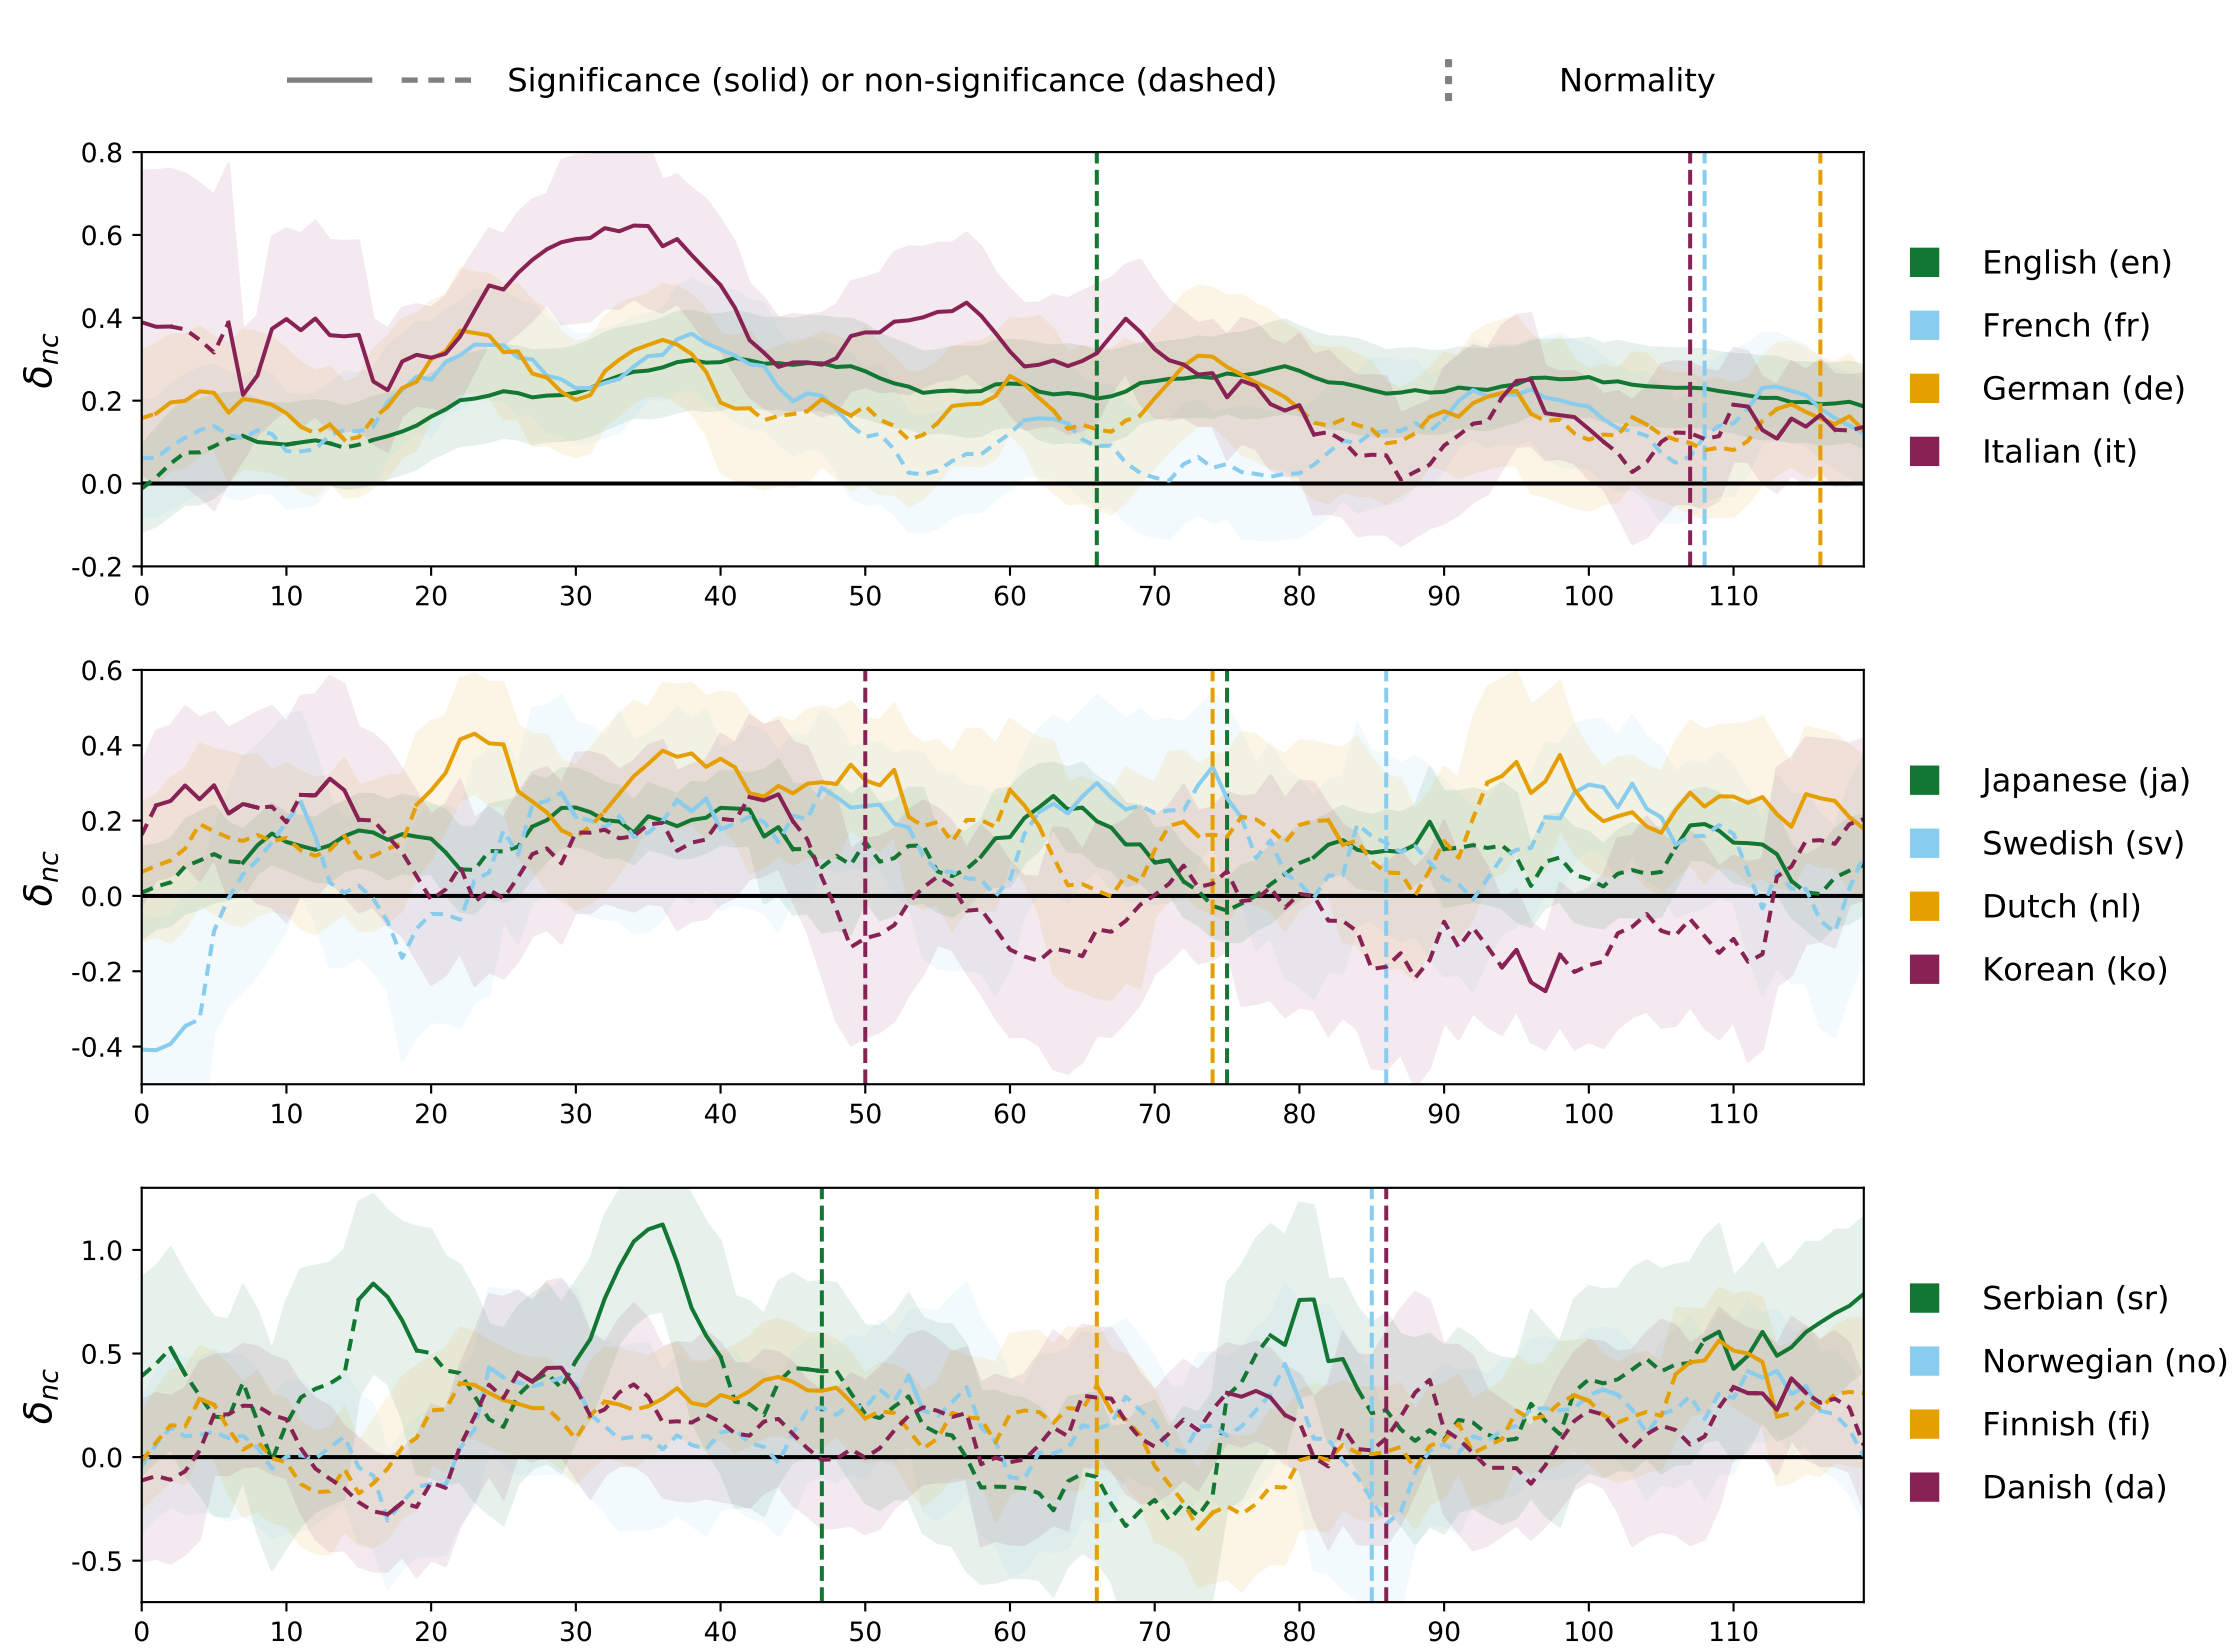 Significance (solid) or non-significance (dashed) Normality
0.8
0.6
0.4
0.2
0.0
-0.2
δnc
0 10 20 30 40 50 60 70 80 90 100 110
English (en)
French (fr)
German (de)
Italian (it)
0.6
0.4
0.2
0.0
-0.2
-0.4
δnc
0 10 20 30 40 50 60 70 80 90 100 110
Japanese (ja)
Swedish (sv)
Dutch (nl)
Korean (ko)
1.0
0.5
0.0
-0.5
δnc
0 10 20 30 40 50 60 70 80 90 100 110
Serbian (sr)
Norwegian (no)
Finnish (fi)
Danish (da)